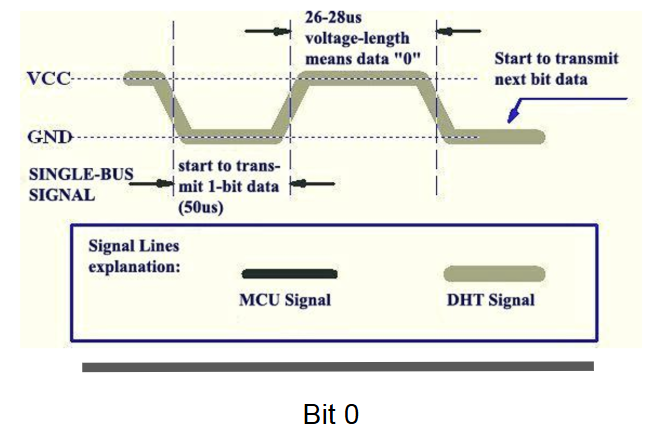 26-28us
voltage-length
means data "0"
Start to transmit
next bit data
VCC
GND
SINGLE-BUS
SIGNAL
start to trans-
mit 1-bit data
(50us)
Signal Lines
explanation:
MCU Signal
DHT Signal
Bit 0